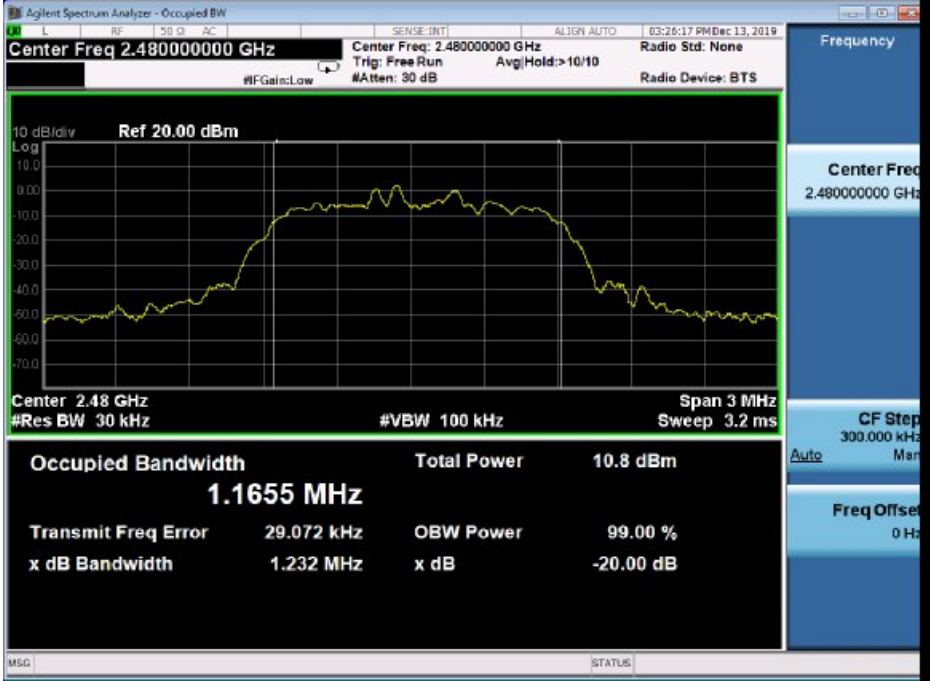 Agilent Spectrum Analyzer - Occupied BW
L RF 50 Ω AC SENSE:INT ALIGN AUTO 03:26:17 PM Dec 13, 2019
Center Freq 2.480000000 GHz
Center Freq: 2.480000000 GHz
Radio Std: None
Trig: Free Run Avg|Hold:>10/10
#IFGain:Low
#Atten: 30 dB
Radio Device: BTS
10 dB/div Ref 20.00 dBm
Log
10.0
0.00
-10.0
-20.0
-30.0
-40.0
-50.0
-60.0
-70.0
Center 2.48 GHz Span 3 MHz
#Res BW 30 kHz #VBW 100 kHz Sweep 3.2 ms
Occupied Bandwidth Total Power 10.8 dBm
1.1655 MHz
Transmit Freq Error 29.072 kHz OBW Power 99.00 %
x dB Bandwidth 1.232 MHz x dB -20.00 dB
MSG STATUS
Frequency
Center Freq
2.480000000 GHz
CF Step
300.000 kHz
Auto Man
Freq Offset
0 Hz